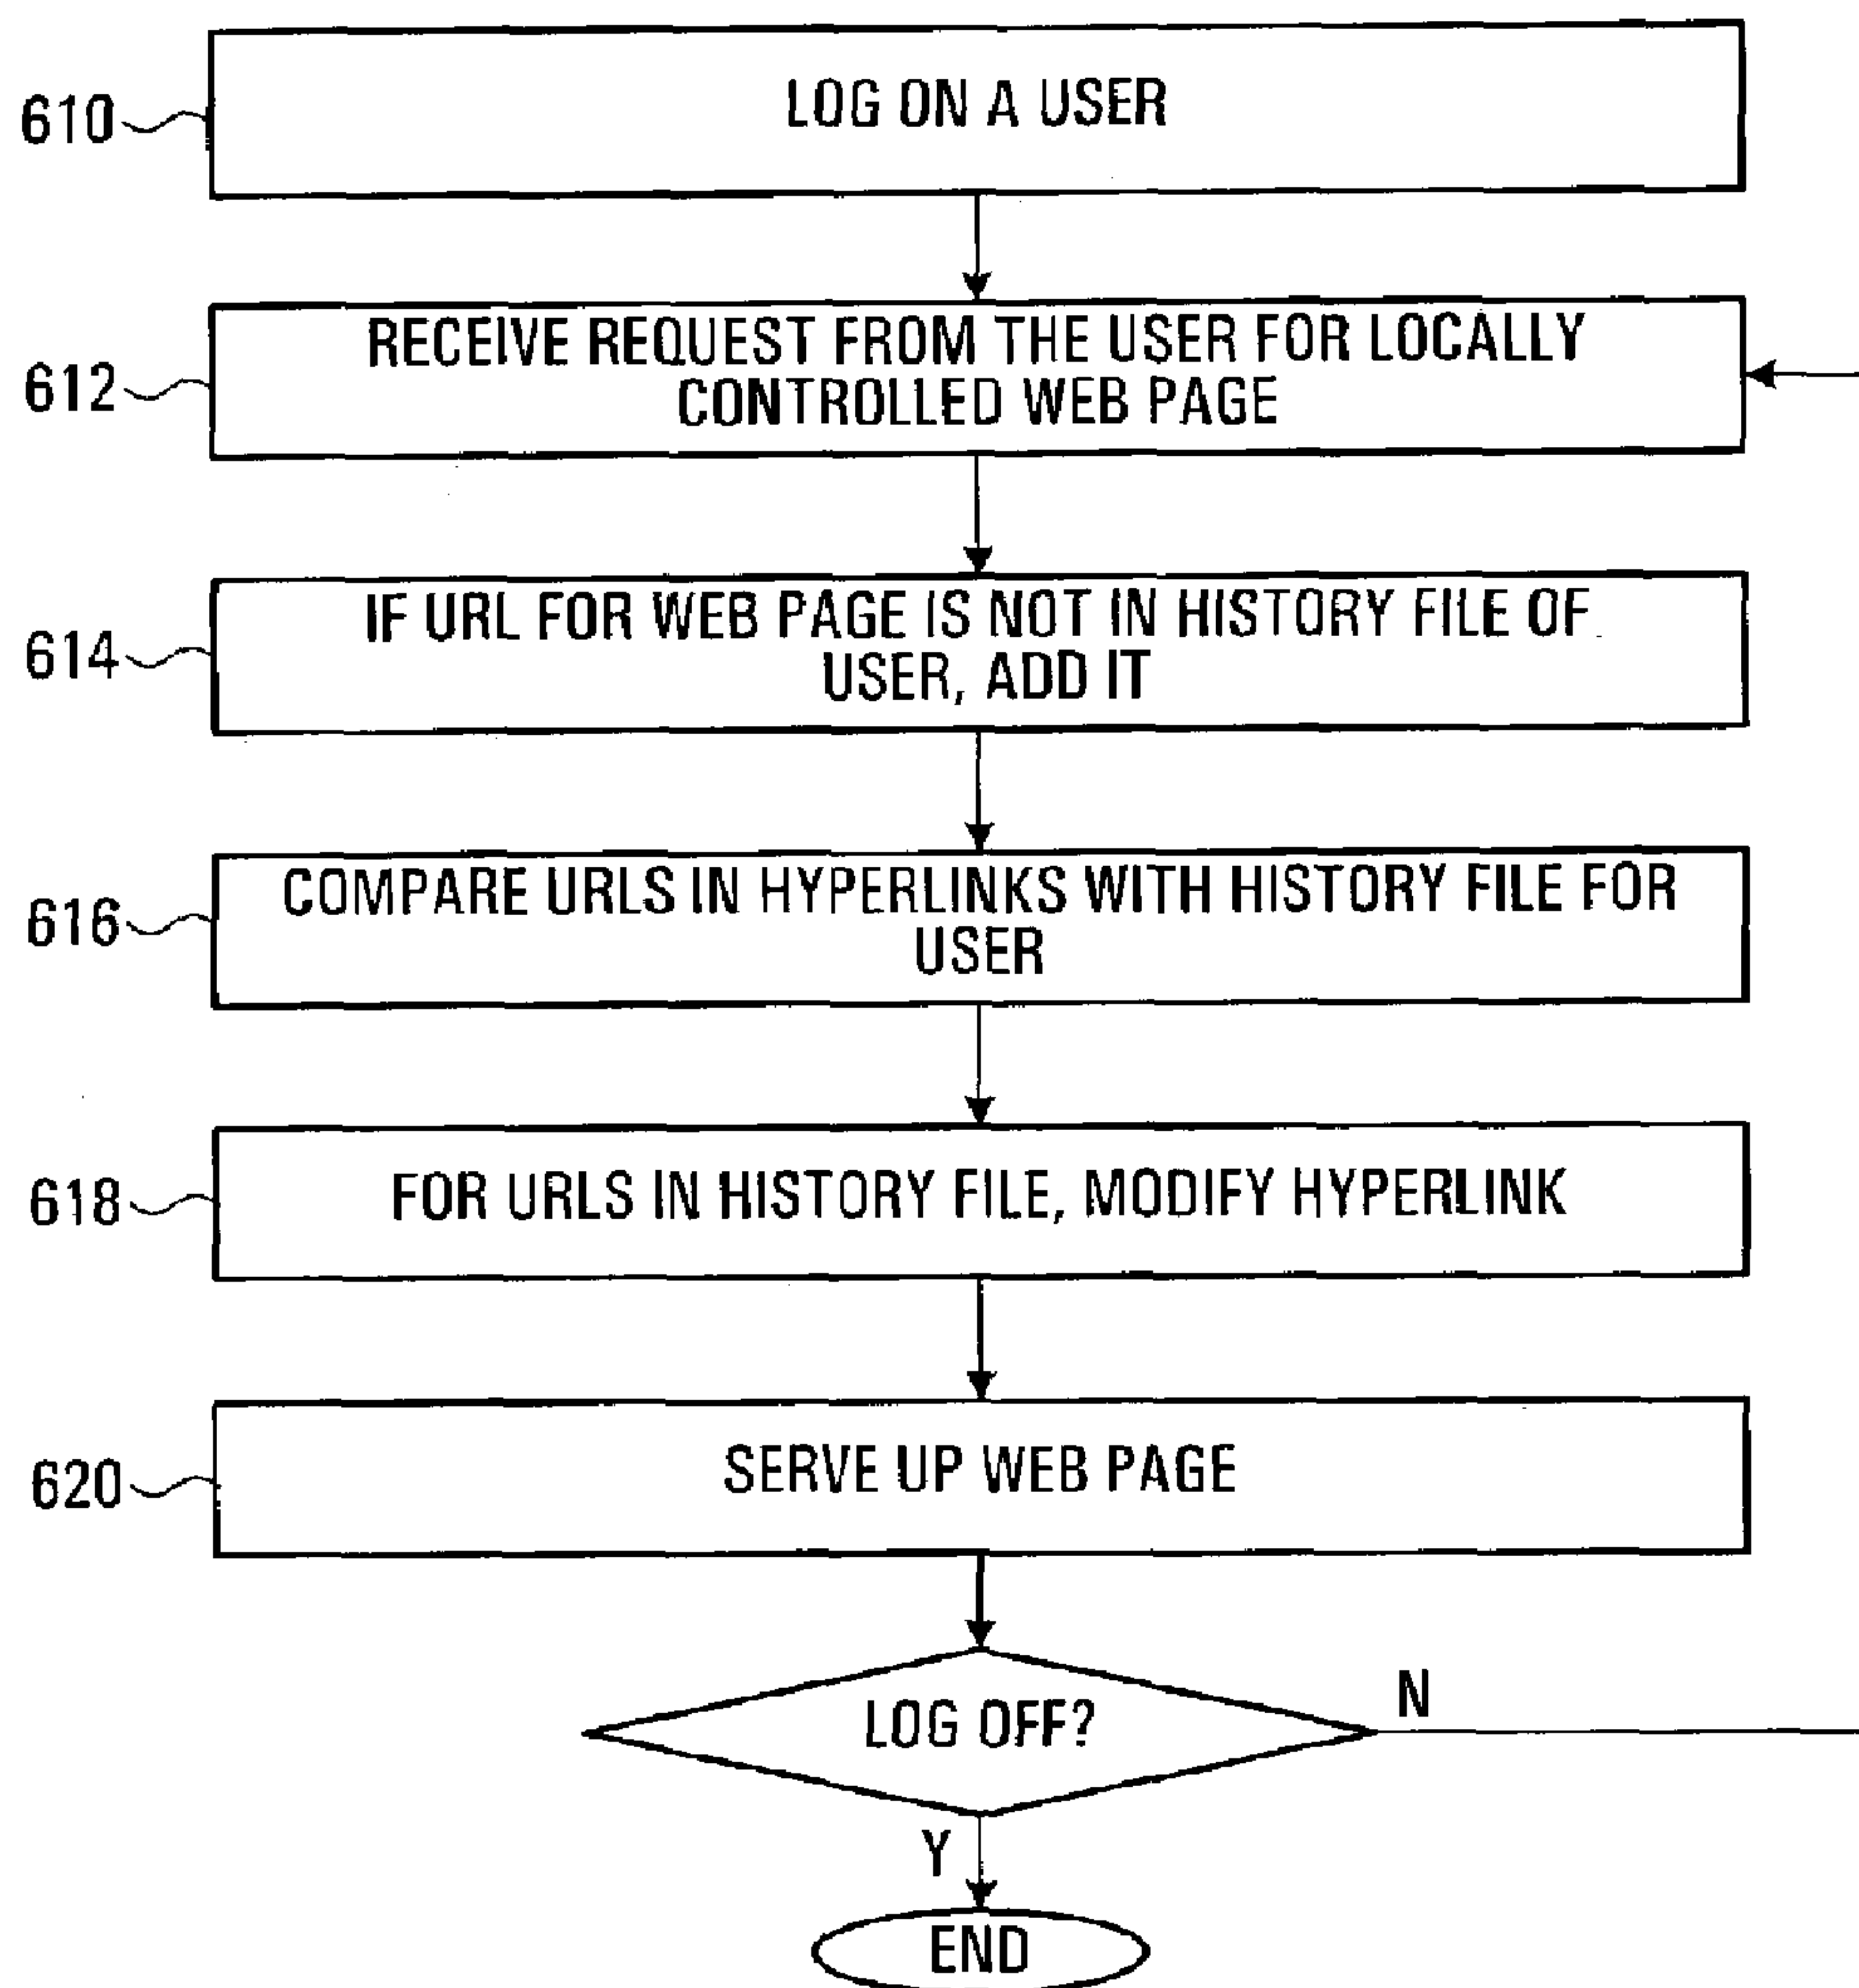 610
LOG ON A USER
612
RECEIVE REQUEST FROM THE USER FOR LOCALLY
CONTROLLED WEB PAGE
614
IF URL FOR WEB PAGE IS NOT IN HISTORY FILE OF
USER, ADD IT
616
COMPARE URLS IN HYPERLINKS WITH HISTORY FILE FOR
USER
618
FOR URLS IN HISTORY FILE, MODIFY HYPERLINK
620
SERVE UP WEB PAGE
LOG OFF?
N
Y
END